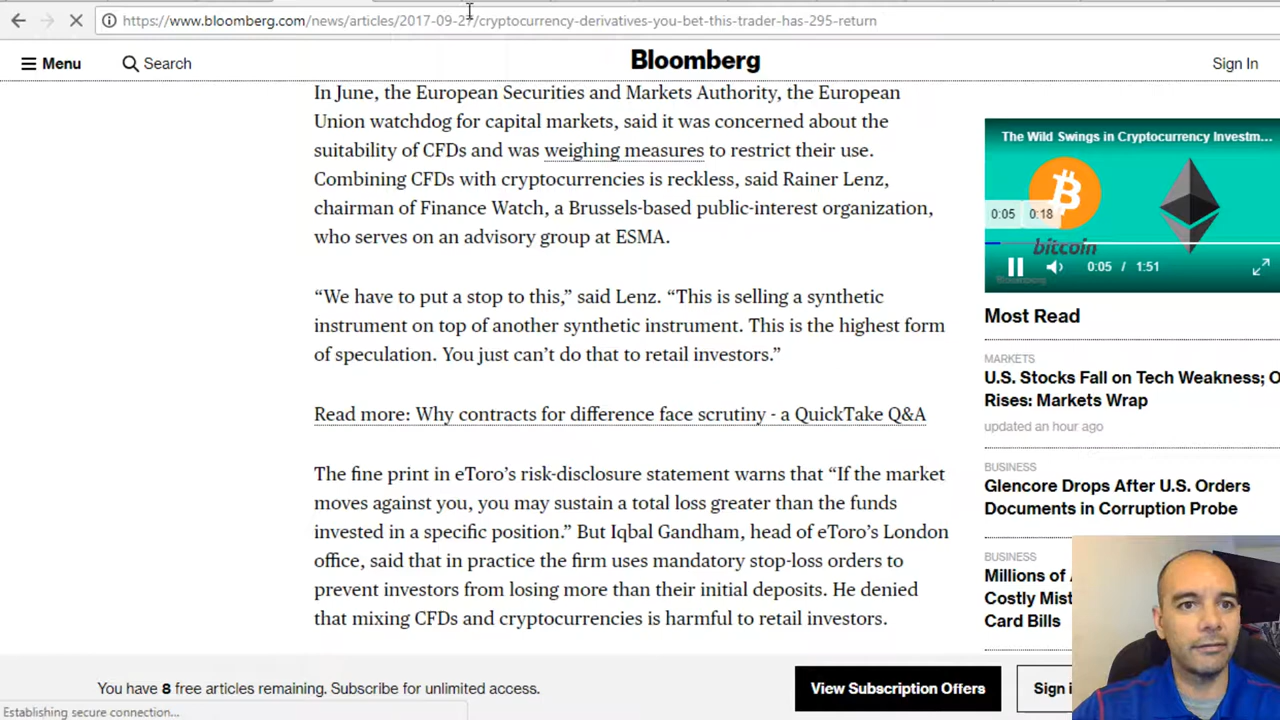 https://www.bloomberg.com/news/articles/2017-09-27/cryptocurrency-derivatives-you-bet-this-trader-has-295-return
Menu
Search
Bloomberg
Sign In
In June, the European Securities and Markets Authority, the European
Union watchdog for capital markets, said it was concerned about the
suitability of CFDs and was weighing measures to restrict their use.
Combining CFDs with cryptocurrencies is reckless, said Rainer Lenz,
chairman of Finance Watch, a Brussels-based public-interest organization,
who serves on an advisory group at ESMA.
“We have to put a stop to this,” said Lenz. “This is selling a synthetic
instrument on top of another synthetic instrument. This is the highest form
of speculation. You just can’t do that to retail investors.”
Read more: Why contracts for difference face scrutiny - a QuickTake Q&A
The fine print in eToro’s risk-disclosure statement warns that “If the market
moves against you, you may sustain a total loss greater than the funds
invested in a specific position.” But Iqbal Gandham, head of eToro’s London
office, said that in practice the firm uses mandatory stop-loss orders to
prevent investors from losing more than their initial deposits. He denied
that mixing CFDs and cryptocurrencies is harmful to retail investors.
The Wild Swings in Cryptocurrency Investm...
0:05
0:18
bitcoin
0:05 / 1:51
Bloomberg
Most Read
MARKETS
U.S. Stocks Fall on Tech Weakness; O
Rises: Markets Wrap
updated an hour ago
BUSINESS
Glencore Drops After U.S. Orders
Documents in Corruption Probe
BUSINESS
Millions of
Costly Mist
Card Bills
You have 8 free articles remaining. Subscribe for unlimited access.
View Subscription Offers
Sign i
Establishing secure connection...